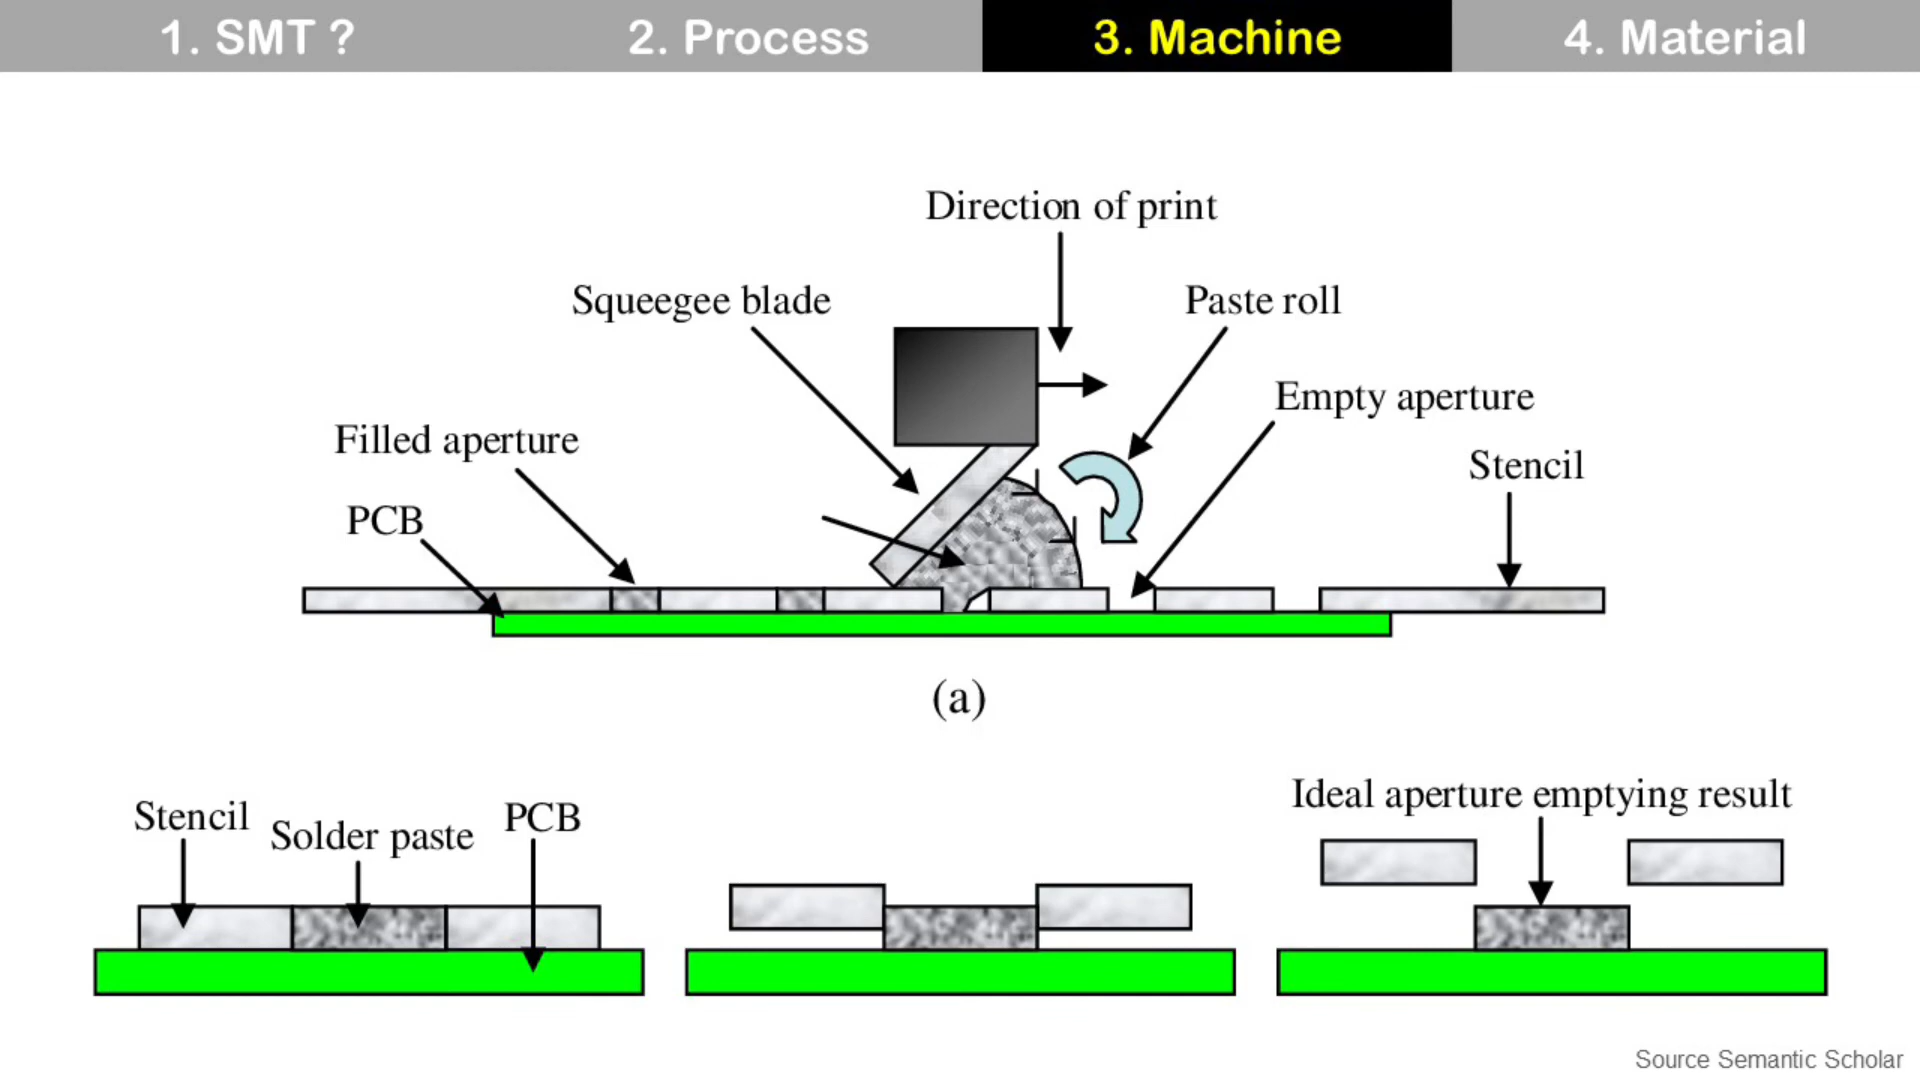 1. SMT ?
2. Process
3. Machine
4. Material
Direction of print
Squeegee blade
Paste roll
Empty aperture
Filled aperture
Stencil
PCB
(a)
Ideal aperture emptying result
Stencil
Solder paste
PCB
Source Semantic Scholar